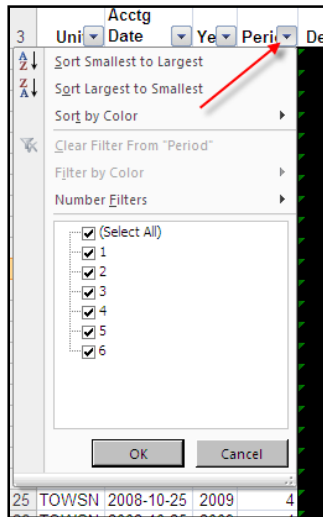 Acctg
3 Uni Date Ye Peri De
Sort Smallest to Largest
Sort Largest to Smallest
Sort by Color
Clear Filter From "Period"
Filter by Color
Number Filters
(Select All)
1
2
3
4
5
6
OK Cancel
25 TOWSN 2008-10-25 2009 4